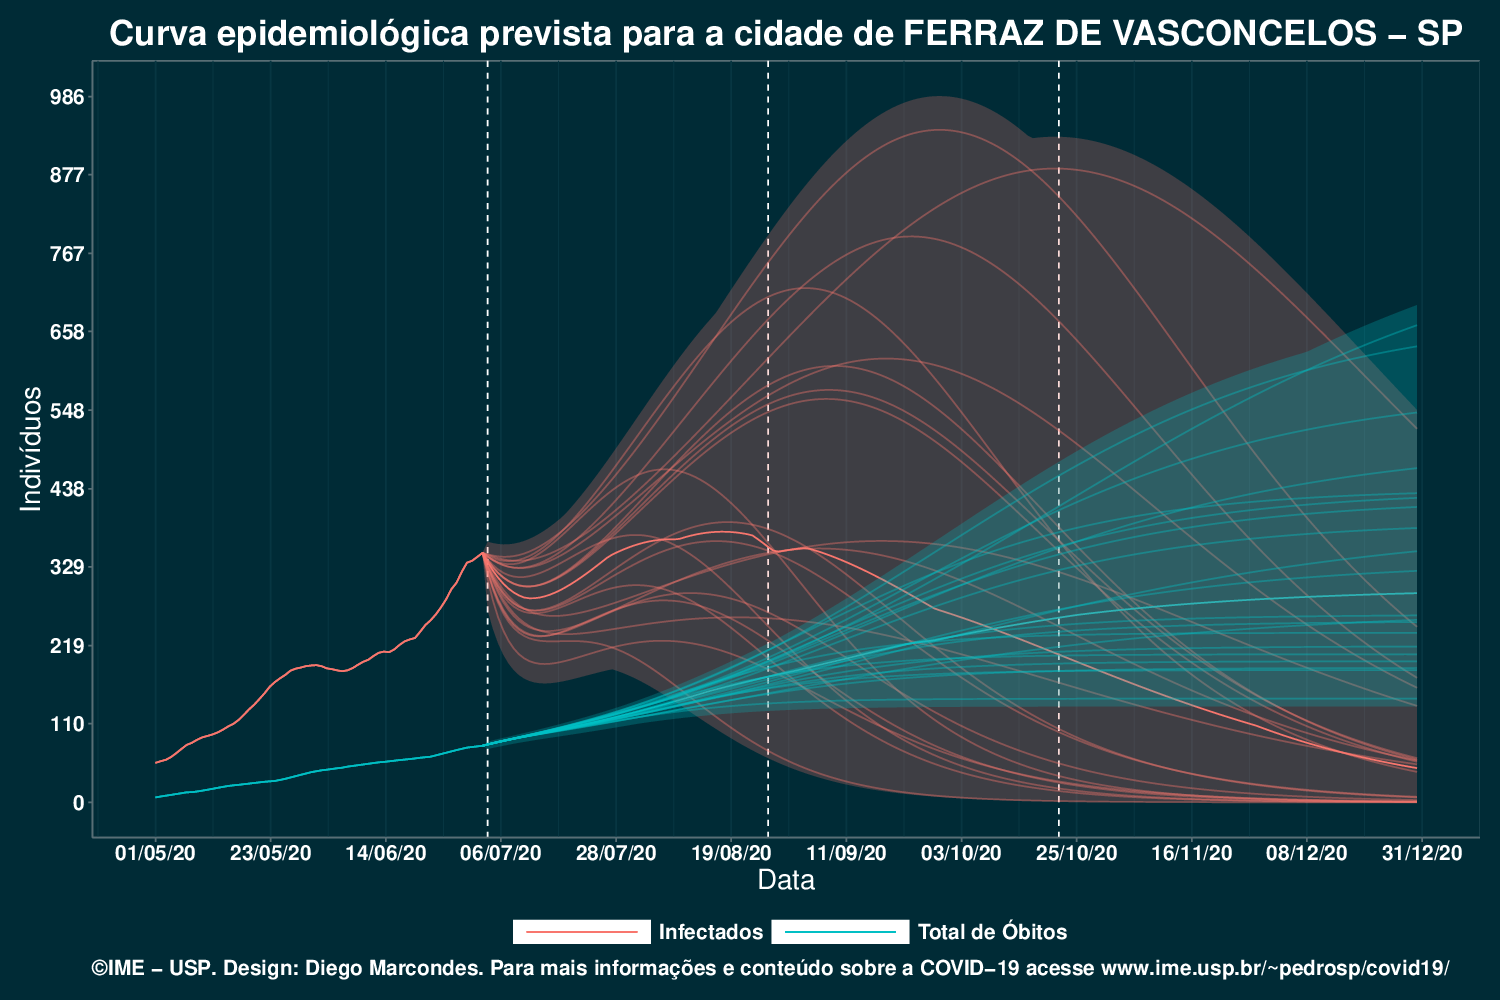 Curva epidemiológica prevista para a cidade de FERRAZ DE VASCONCELOS – SP
986
877
767
658
548
438
329
219
110
0
Indivíduos
01/05/20 23/05/20 14/06/20 06/07/20 28/07/20 19/08/20 11/09/20 03/10/20 25/10/20 16/11/20 08/12/20 31/12/20
Data
Infectados Total de Óbitos
©IME – USP. Design: Diego Marcondes. Para mais informações e conteúdo sobre a COVID–19 acesse www.ime.usp.br/~pedrosp/covid19/